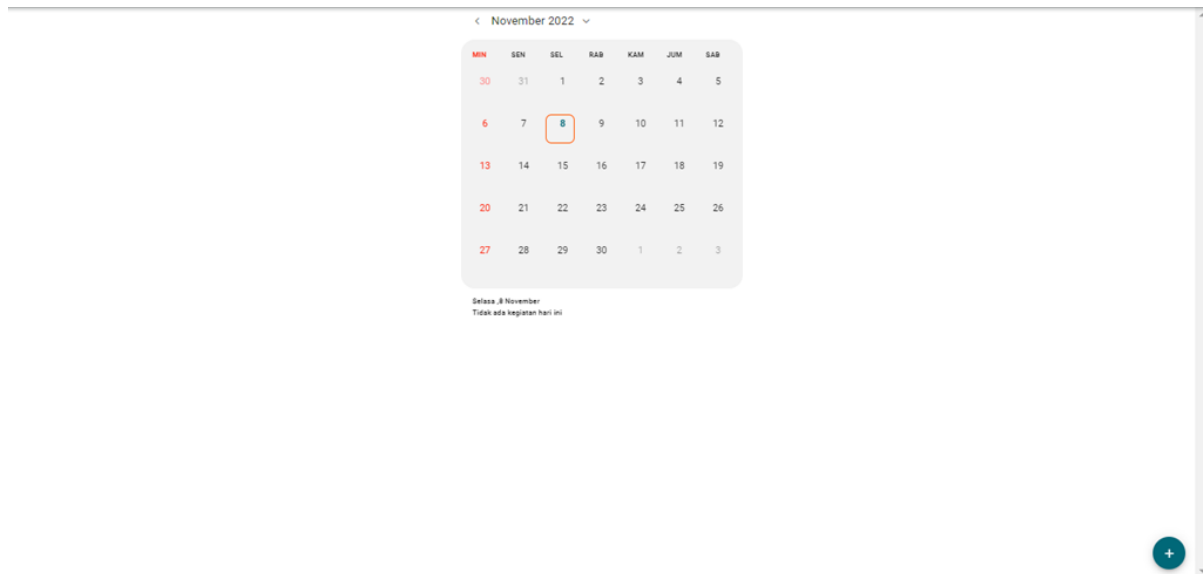 < November 2022
MIN SEN SEL RAB KAM JUM SAB
30 31 1 2 3 4 5
6 7 8 9 10 11 12
13 14 15 16 17 18 19
20 21 22 23 24 25 26
27 28 29 30 1 2 3
Selasa ,8 November
Tidak ada kegiatan hari ini
+